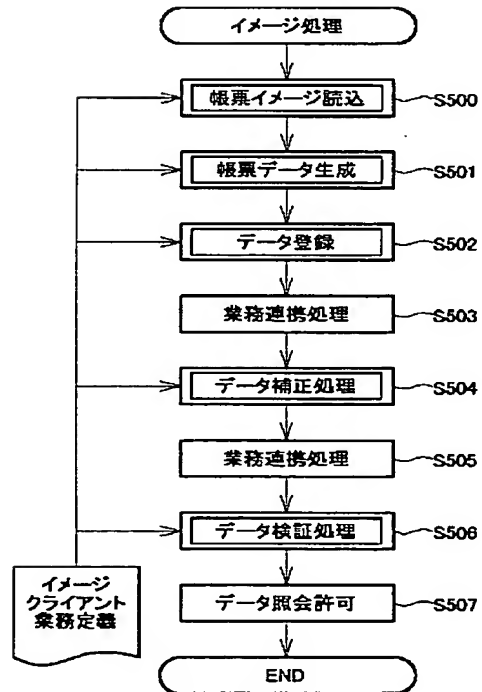 イメージ処理
帳票イメージ読込
S500
帳票データ生成
S501
データ登録
S502
業務連携処理
S503
データ補正処理
S504
業務連携処理
S505
データ検証処理
S506
イメージ
クライアント
業務定義
データ照会許可
S507
END